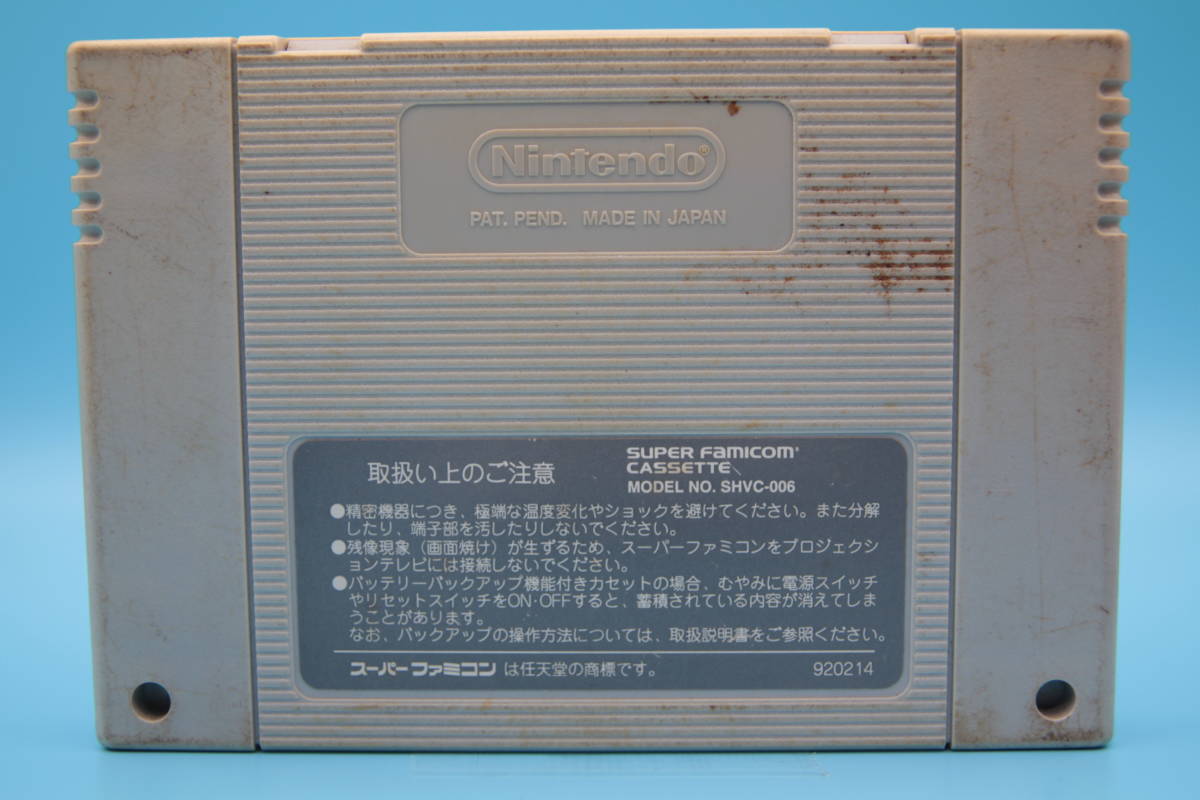 Nintendo®
PAT. PEND. MADE IN JAPAN
取扱い上のご注意
SUPER FAMICOM
CASSETTE
MODEL NO. SHVC-006
●精密機器につき、極端な温度変化やショックを避けてください。また分解
したり、端子部を汚したりしないでください。
●残像現象（画面焼け）が生ずるため、スーパーファミコンをプロジェクシ
ョンテレビには接続しないでください。
●バッテリーバックアップ機能付きカセットの場合、むやみに電源スイッチ
やリセットスイッチをON・OFFすると、蓄積されている内容が消えてしま
うことがあります。
なお、バックアップの操作方法については、取扱説明書をご参照ください。
スーパーファミコン は任天堂の商標です。
920214